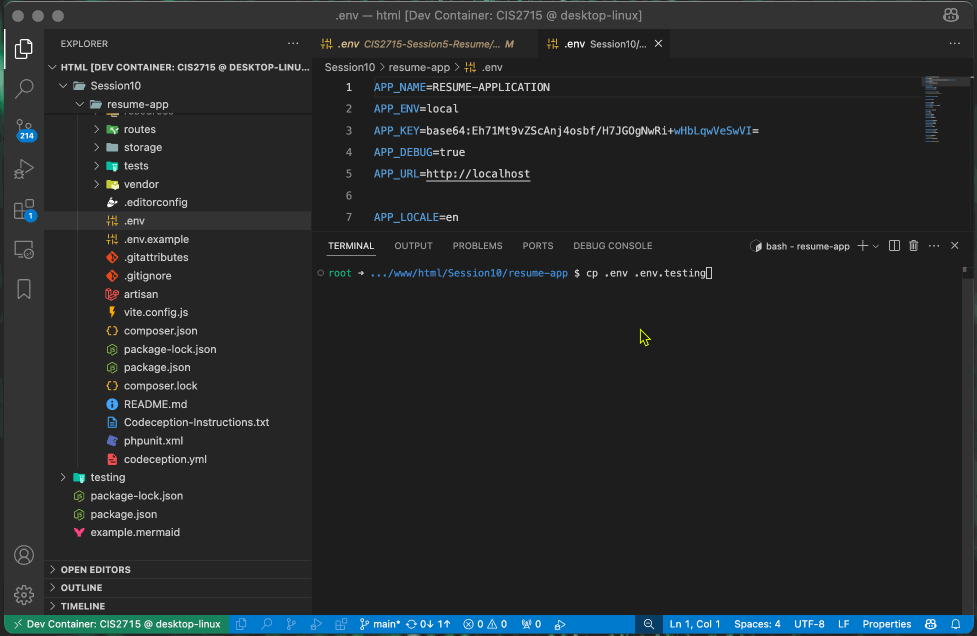 .env — html [Dev Container: CIS2715 @ desktop-linux]
EXPLORER
.env CIS2715-Session5-Resume/... M
.env Session10/...
HTML [DEV CONTAINER: CIS2715 @ DESKTOP-LINU...
Session10 > resume-app > .env
Session10
resume-app
resources
routes
storage
tests
vendor
.editorconfig
.env
.env.example
.gitattributes
.gitignore
artisan
vite.config.js
composer.json
package-lock.json
package.json
composer.lock
README.md
Codeception-Instructions.txt
phpunit.xml
codeception.yml
testing
package-lock.json
package.json
example.mermaid
OPEN EDITORS
OUTLINE
TIMELINE
214
1
1 APP_NAME=RESUME-APPLICATION
2 APP_ENV=local
3 APP_KEY=base64:Eh71Mt9vZScAnj4osbf/H7JGOgNwRi+wHbLqwVeSwVI=
4 APP_DEBUG=true
5 APP_URL=http://localhost
6
7 APP_LOCALE=en
TERMINAL OUTPUT PROBLEMS PORTS DEBUG CONSOLE
bash - resume-app
root → .../www/html/Session10/resume-app $ cp .env .env.testing
Dev Container: CIS2715 @ desktop-linux
main* 0↓ 1↑ 0 0 0
Ln 1, Col 1 Spaces: 4 UTF-8 LF Properties